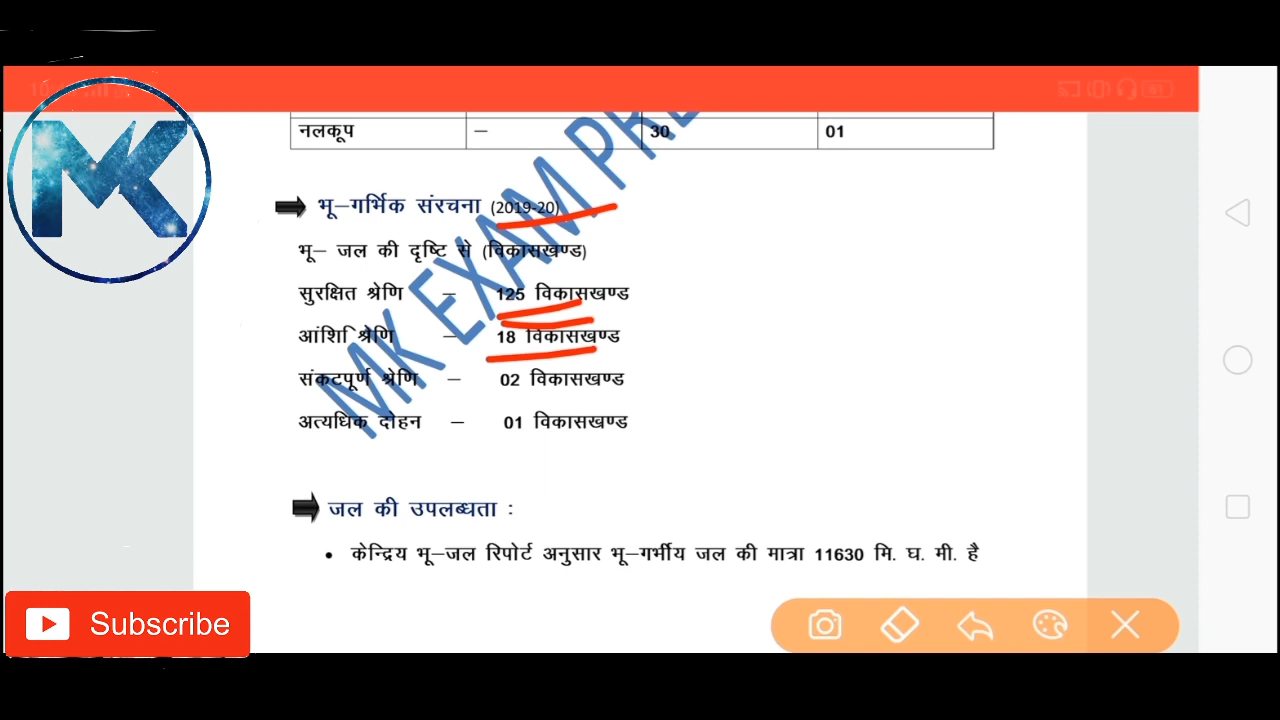 नलकूप – 30 01
भू–गर्भिक संरचना (2019-20)
भू– जल की दृष्टि से (विकासखण्ड)
सुरक्षित श्रेणि – 125 विकासखण्ड
श्रेणि – 18 विकासखण्ड
संकटपूर्ण श्रेणि – 02 विकासखण्ड
अत्यधिक दोहन – 01 विकासखण्ड
जल की उपलब्धता :
• केन्द्रिय भू–जल रिपोर्ट अनुसार भू–गर्भीय जल की मात्रा 11630 मि. घ. मी. है
MK EXAM
MK
Subscribe